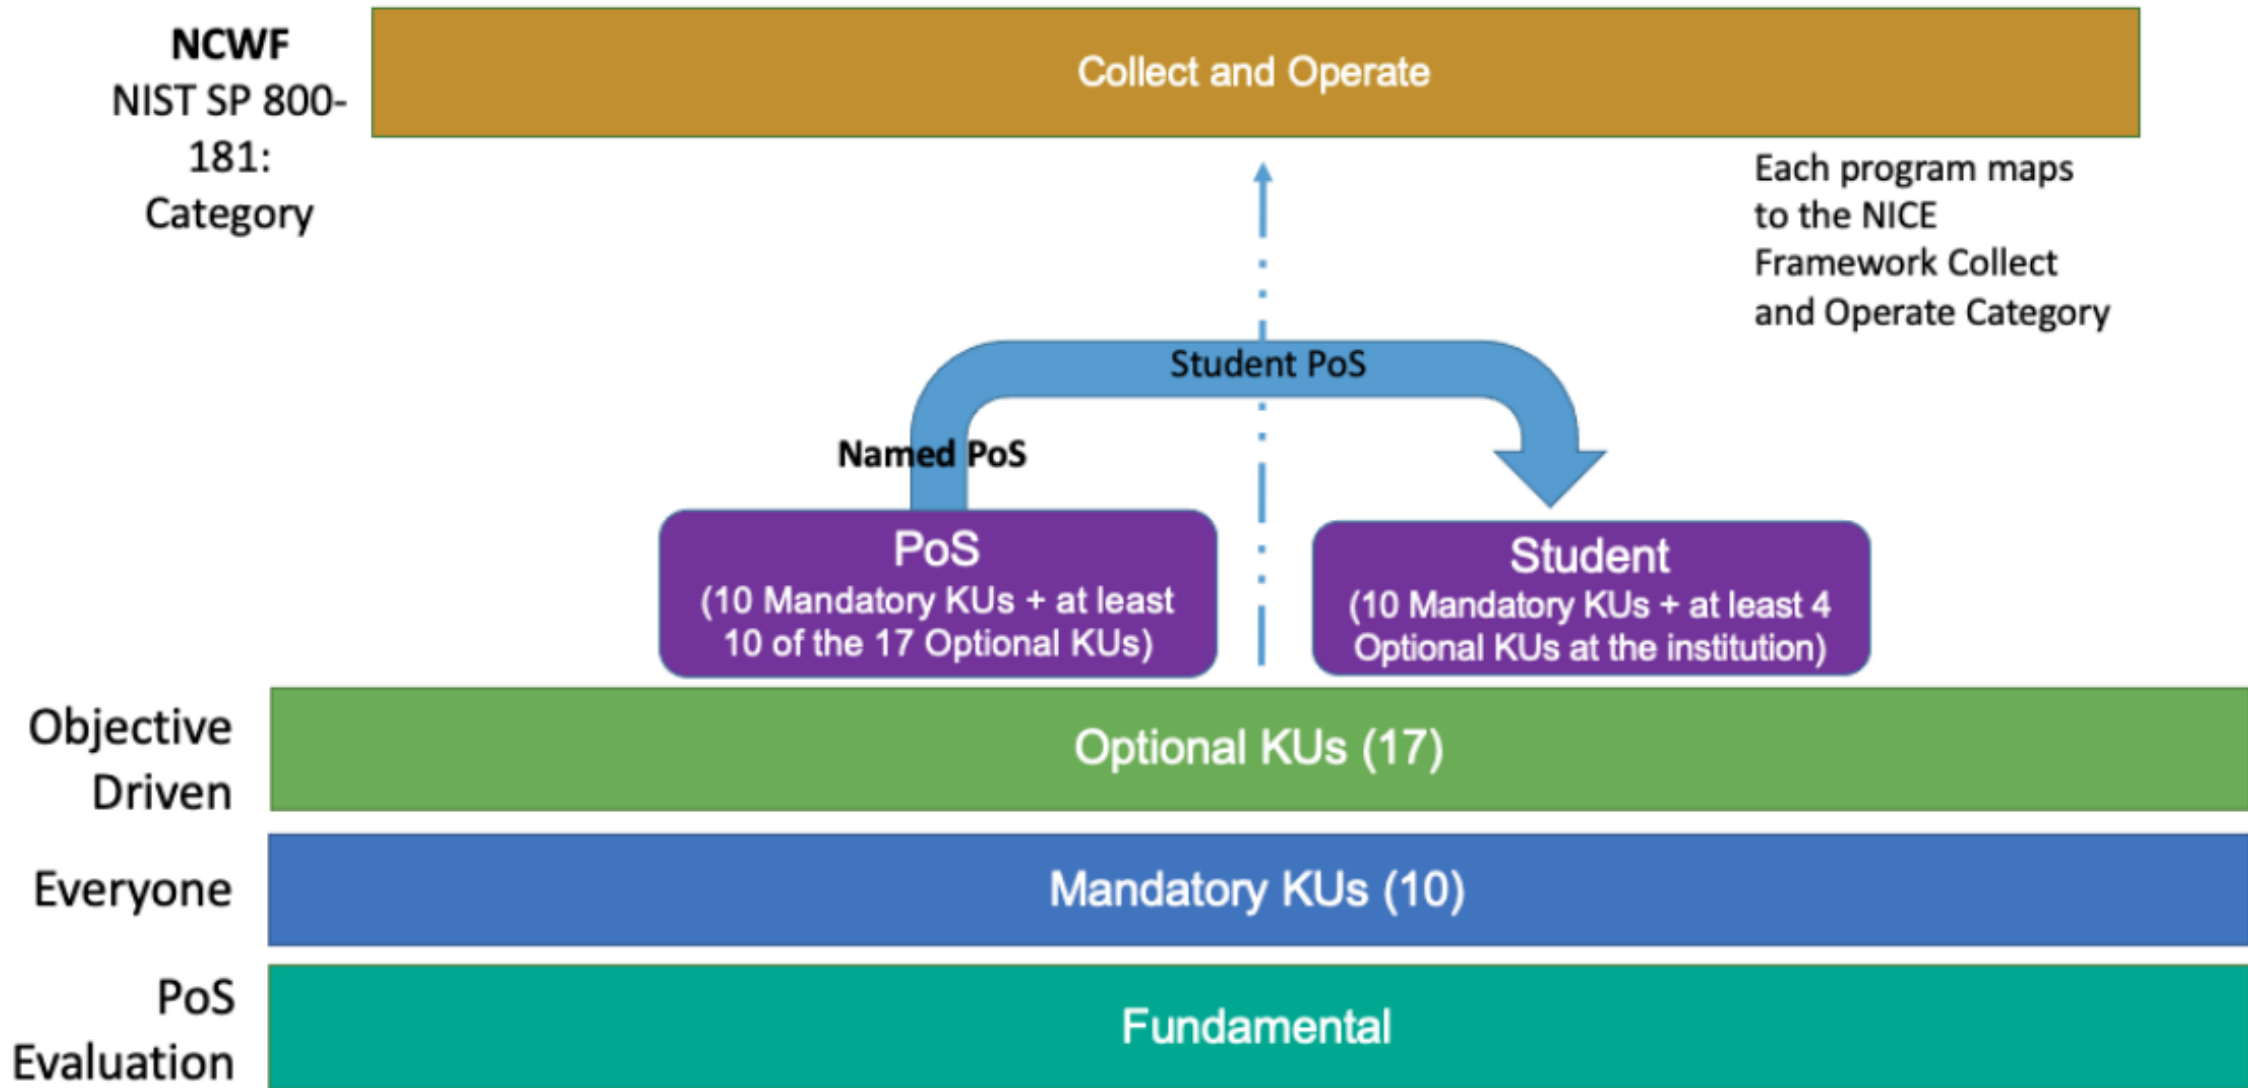 NCWF
NIST SP 800-
181:
Category
Collect and Operate
Each program maps
to the NICE
Framework Collect
and Operate Category
Student PoS
Named PoS
PoS
(10 Mandatory KUs + at least
10 of the 17 Optional KUs)
Student
(10 Mandatory KUs + at least 4
Optional KUs at the institution)
Objective
Driven
Optional KUs (17)
Everyone
Mandatory KUs (10)
PoS
Evaluation
Fundamental